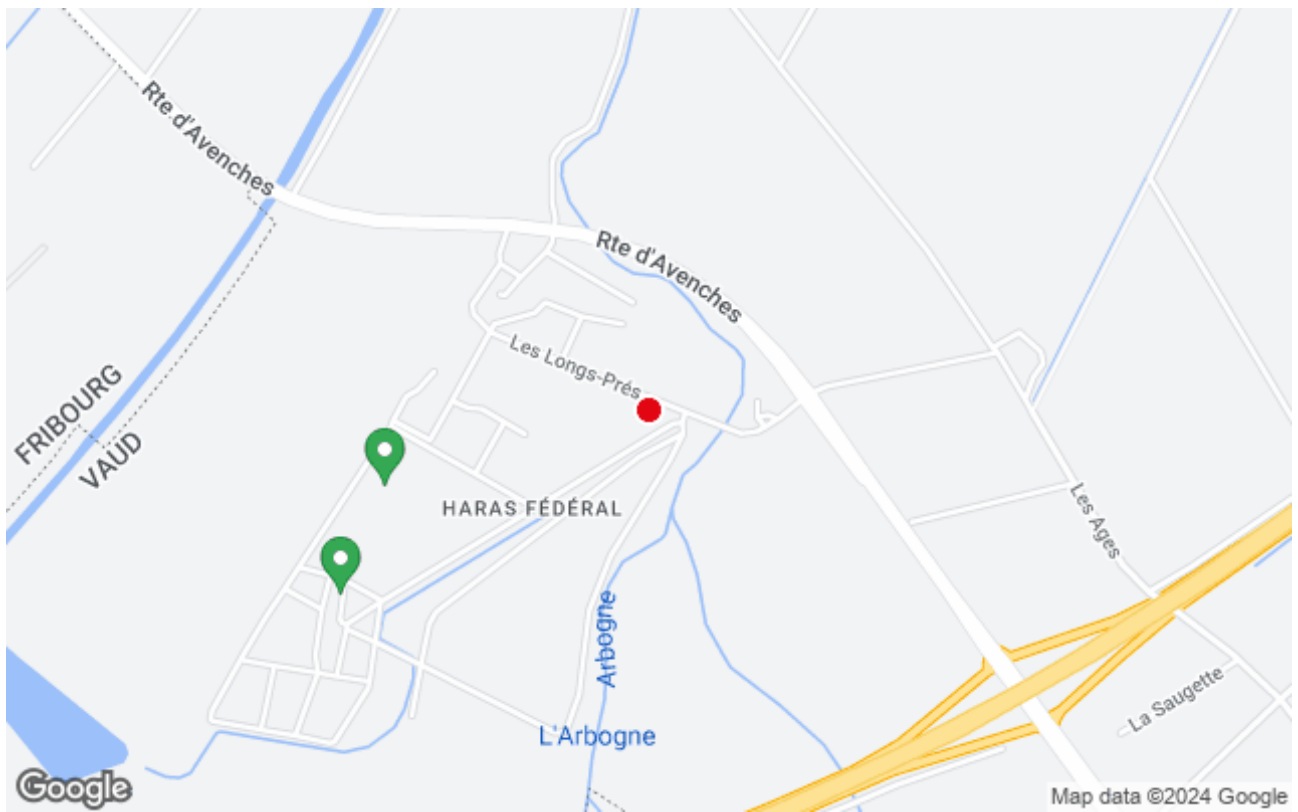 Rte d'Avenches
Rte d'Avenches
Les Longs-Prés
FRIBOURG
VAUD
HARAS FÉDÉRAL
Les Ages
Arbogne
La Saugette
L'Arbogne
Google
Map data ©2024 Google